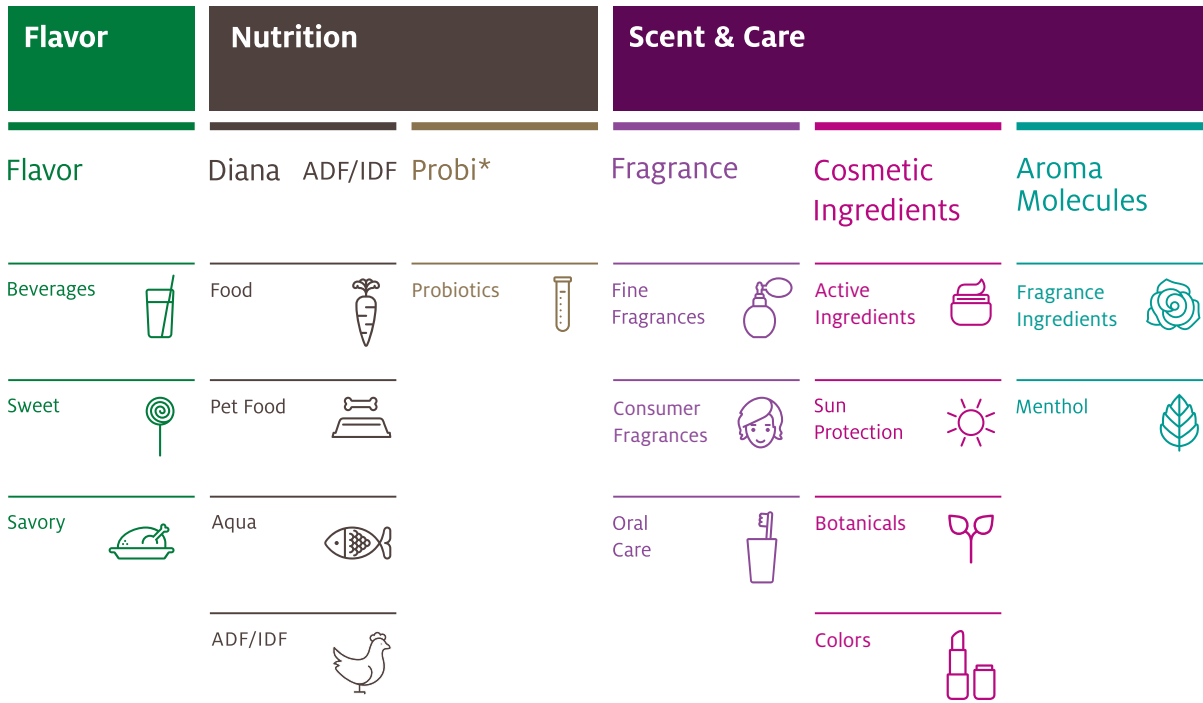 Flavor
Nutrition
Scent & Care
Flavor
Diana ADF/IDF
Probi*
Fragrance
Cosmetic
Ingredients
Aroma
Molecules
Beverages
Food
Probiotics
Fine
Fragrances
Active
Ingredients
Fragrance
Ingredients
Sweet
Pet Food
Consumer
Fragrances
Sun
Protection
Menthol
Savory
Aqua
Oral
Care
Botanicals
ADF/IDF
Colors